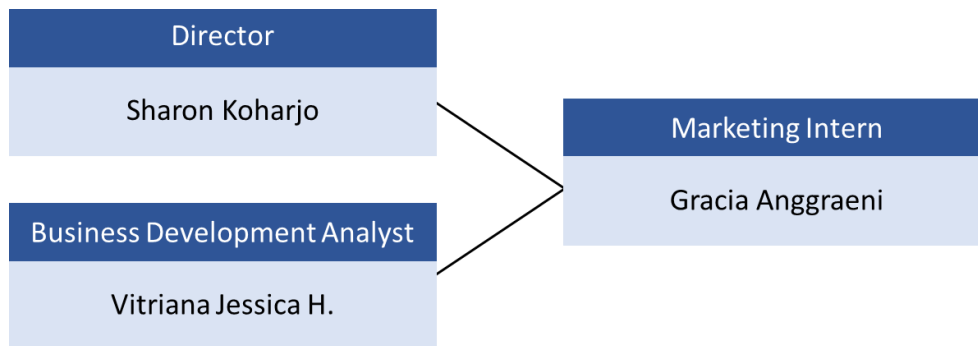 Director
Sharon Koharjo
Marketing Intern
Gracia Anggraeni
Business Development Analyst
Vitriana Jessica H.